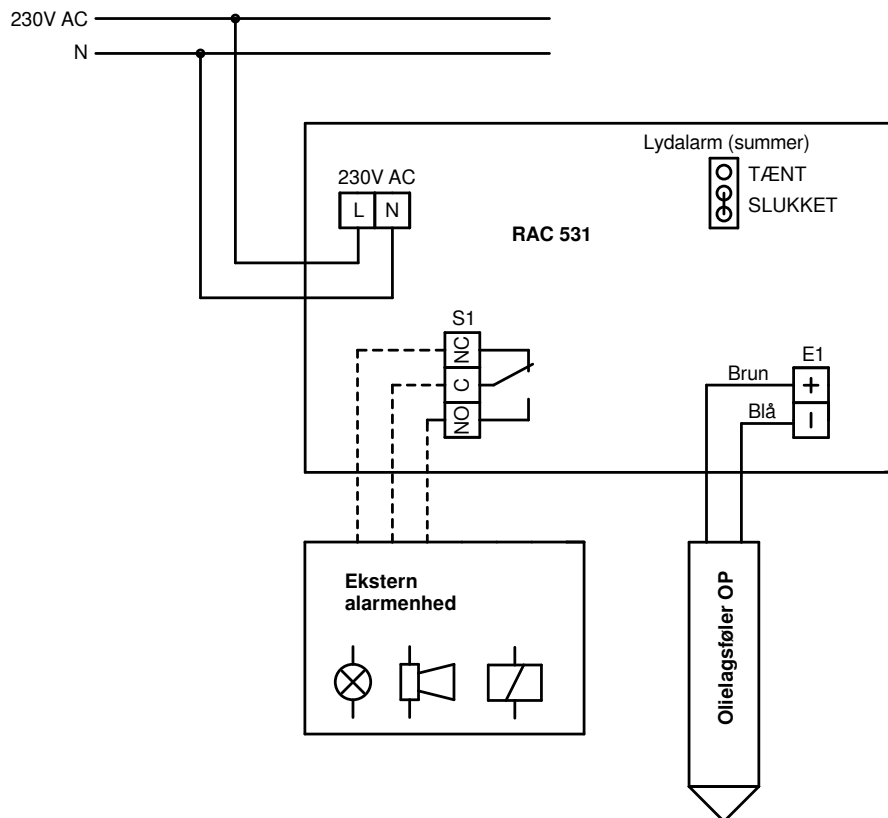 230V AC
N
Lydalarm (summer)
TÆNT
SLUKKET
230V AC
L N
RAC 531
S1
NC
C
NO
E1
Brun
+
Blå
–
Ekstern
alarmenhed
Olielagsføler OP